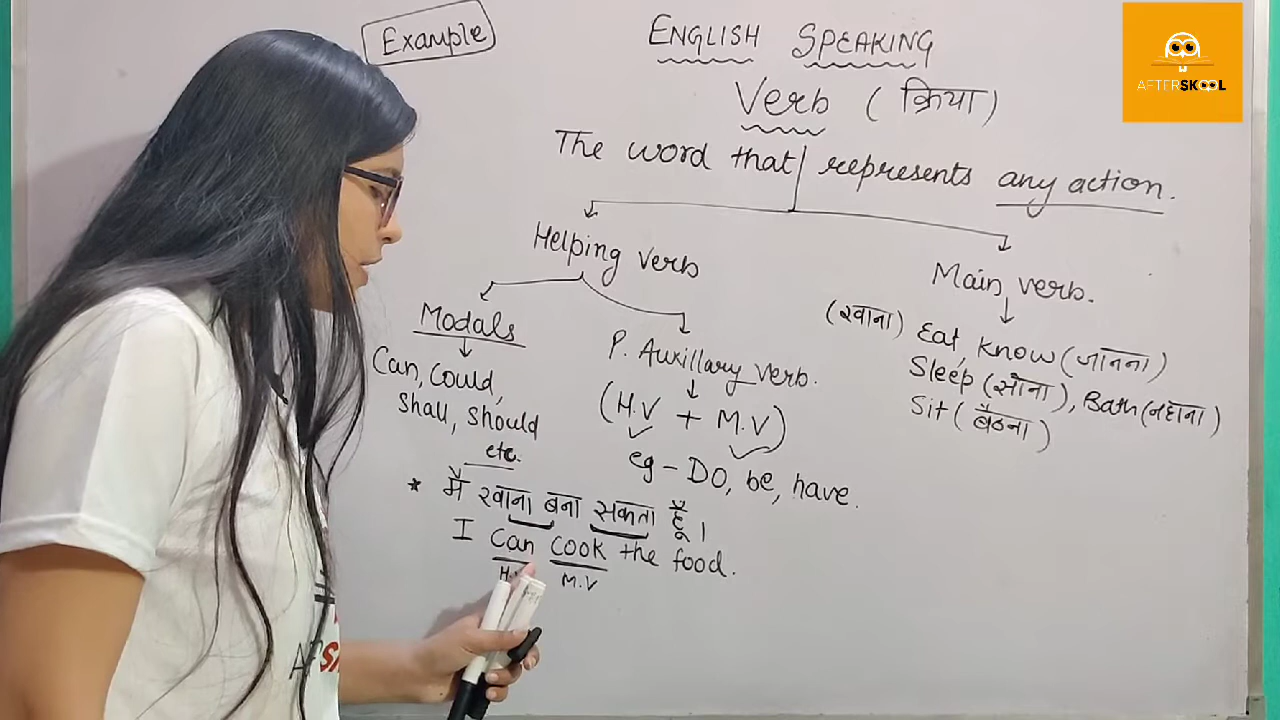 Example
ENGLISH SPEAKING
AFTERSKOOL
Verb (क्रिया)
The word that represents any action.
Helping verb
Main verb.
Modals
P. Auxillary verb.
(खाना) Eat, know (जानना)
Can, Could,
Sleep (सोना), Bath (नहाना)
Shall, Should
(H.V + M.V)
Sit (बैठना)
etc.
eg - DO, be, have.
* मैं खाना बना सकता हूँ।
I Can cook the food.
M.V